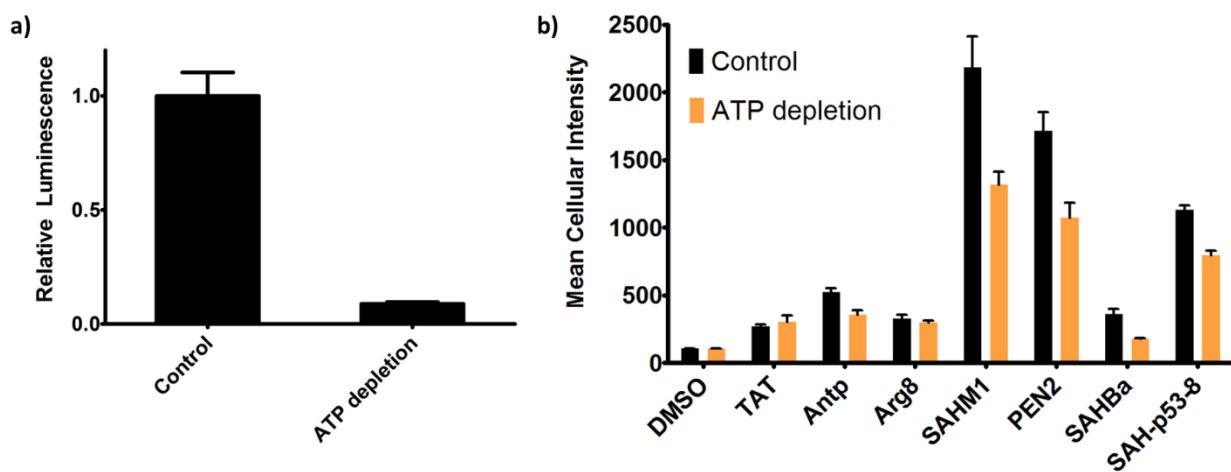 a)
Relative Luminescence
1.0
0.5
0.0
Control
ATP depletion
b)
Mean Cellular Intensity
2500
2000
1500
1000
500
0
Control
ATP depletion
DMSO
TAT
Antp
Arg8
SAHM1
PEN2
SAHBa
SAH-p53-8